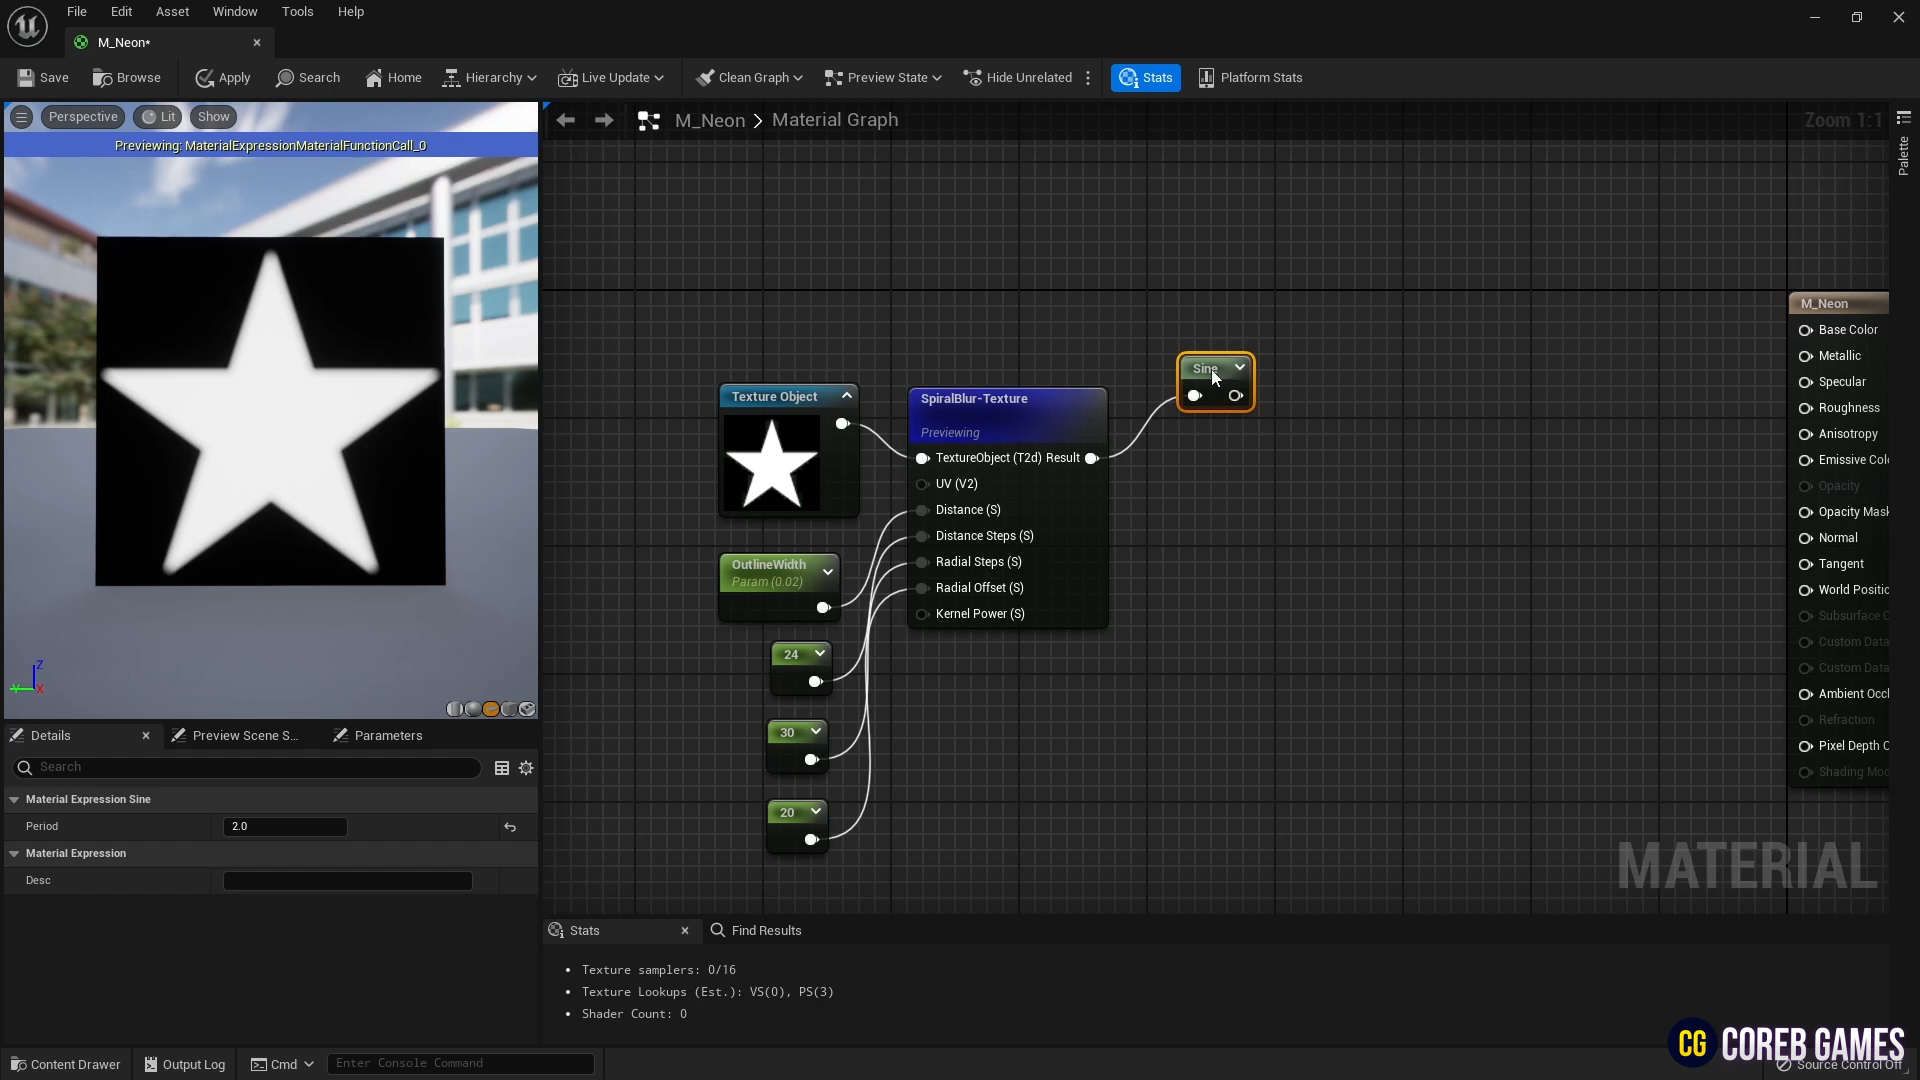 File Edit Asset Window Tools Help
M_Neon*
Save Browse Apply Search Home Hierarchy Live Update Clean Graph Preview State Hide Unrelated Stats Platform Stats
Perspective Lit Show
Previewing: MaterialExpressionMaterialFunctionCall_0
M_Neon > Material Graph
Zoom 1:1
Palette
Texture Object
SpiralBlur-Texture
Previewing
TextureObject (T2d) Result
UV (V2)
Distance (S)
Distance Steps (S)
Radial Steps (S)
Radial Offset (S)
Kernel Power (S)
OutlineWidth
Param (0.02)
24
30
20
Sine
M_Neon
Base Color
Metallic
Specular
Roughness
Anisotropy
Emissive Col
Opacity
Opacity Mask
Normal
Tangent
World Positio
Subsurface C
Custom Data
Custom Data
Ambient Occl
Refraction
Pixel Depth O
Shading Mod
MATERIAL
Z
Y
X
Details Preview Scene S... Parameters
Search
Material Expression Sine
Period 2.0
Material Expression
Desc
Stats Find Results
• Texture samplers: 0/16
• Texture Lookups (Est.): VS(0), PS(3)
• Shader Count: 0
Content Drawer Output Log Cmd Enter Console Command
Source Control Off
CG COREB GAMES